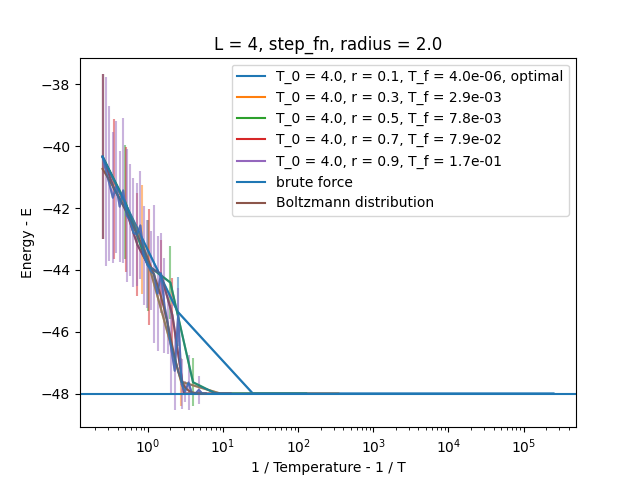 L = 4, step_fn, radius = 2.0
T_0 = 4.0, r = 0.1, T_f = 4.0e-06, optimal
T_0 = 4.0, r = 0.3, T_f = 2.9e-03
T_0 = 4.0, r = 0.5, T_f = 7.8e-03
T_0 = 4.0, r = 0.7, T_f = 7.9e-02
T_0 = 4.0, r = 0.9, T_f = 1.7e-01
brute force
Boltzmann distribution
Energy - E
−38
−40
−42
−44
−46
−48
10⁰ 10¹ 10² 10³ 10⁴ 10⁵
1 / Temperature - 1 / T